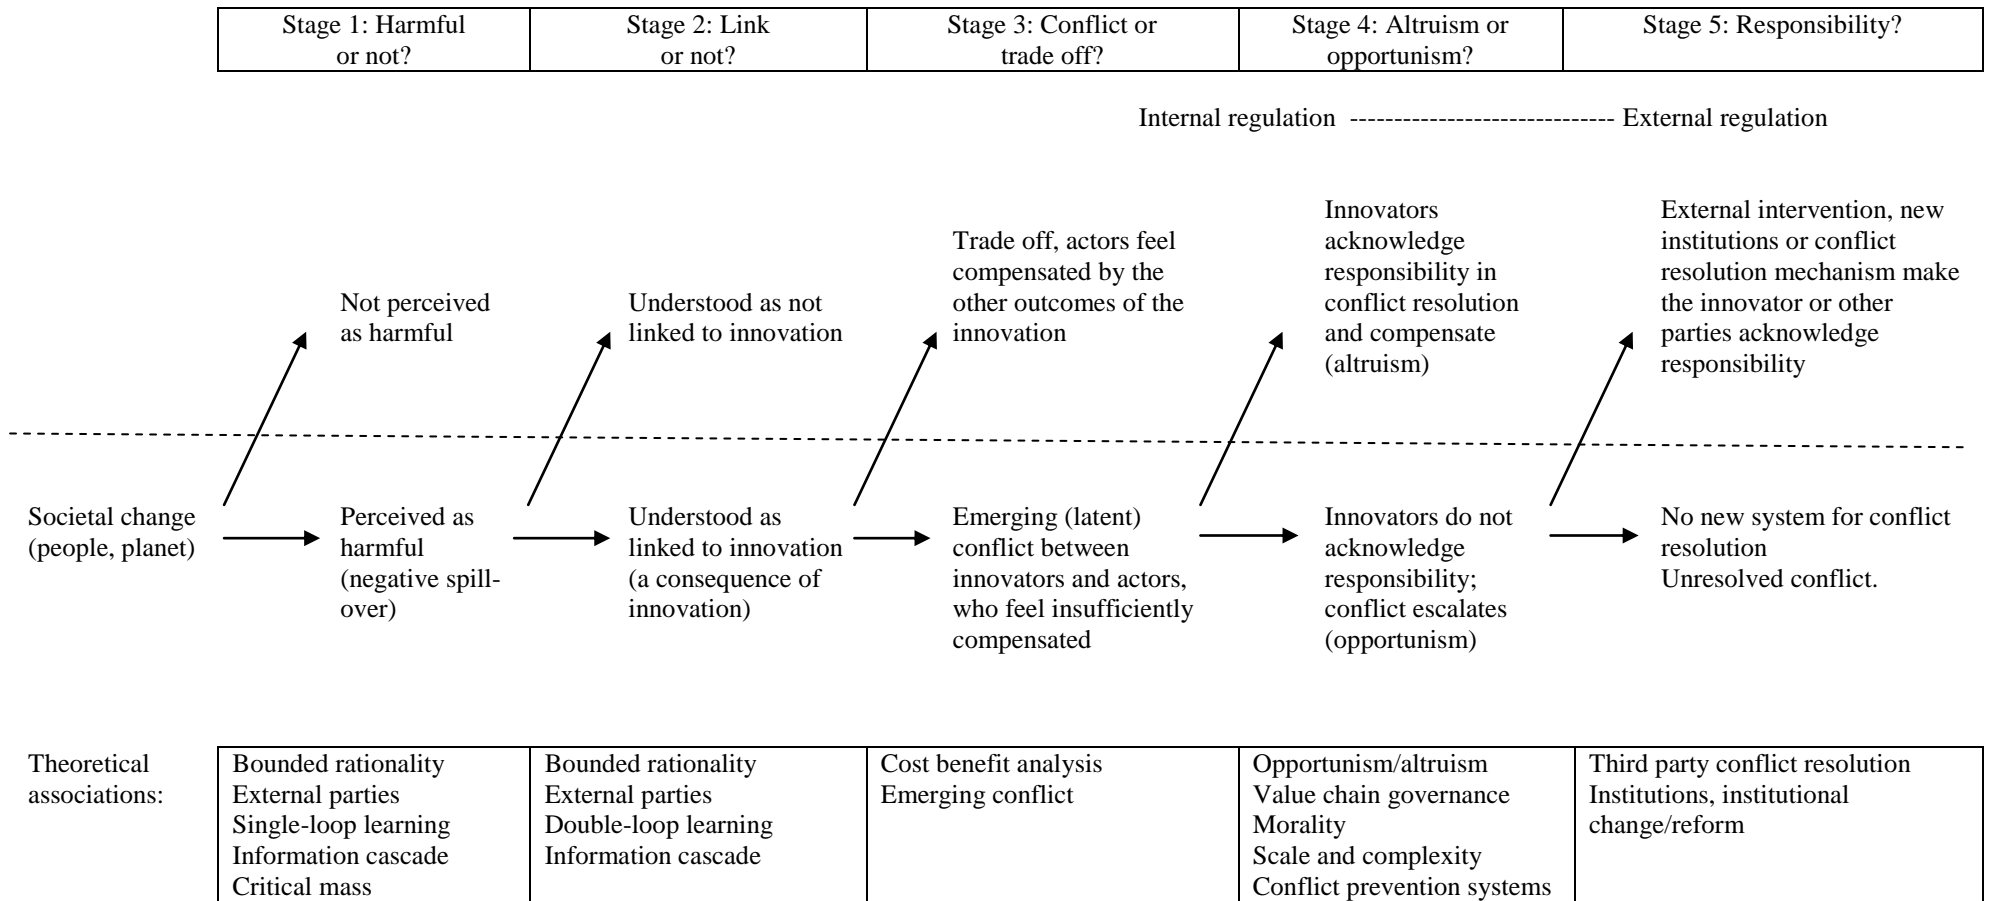 Stage 1: Harmful
or not?
Stage 2: Link
or not?
Stage 3: Conflict or
trade off?
Stage 4: Altruism or
opportunism?
Stage 5: Responsibility?
Internal regulation ------------------------------ External regulation
Not perceived
as harmful
Understood as not
linked to innovation
Trade off, actors feel
compensated by the
other outcomes of the
innovation
Innovators
acknowledge
responsibility in
conflict resolution
and compensate
(altruism)
External intervention, new
institutions or conflict
resolution mechanism make
the innovator or other
parties acknowledge
responsibility
Societal change
(people, planet)
Perceived as
harmful
(negative spill-
over)
Understood as
linked to innovation
(a consequence of
innovation)
Emerging (latent)
conflict between
innovators and actors,
who feel insufficiently
compensated
Innovators do not
acknowledge
responsibility;
conflict escalates
(opportunism)
No new system for conflict
resolution
Unresolved conflict.
Theoretical
associations:
Bounded rationality
External parties
Single-loop learning
Information cascade
Critical mass
Bounded rationality
External parties
Double-loop learning
Information cascade
Cost benefit analysis
Emerging conflict
Opportunism/altruism
Value chain governance
Morality
Scale and complexity
Conflict prevention systems
Third party conflict resolution
Institutions, institutional
change/reform